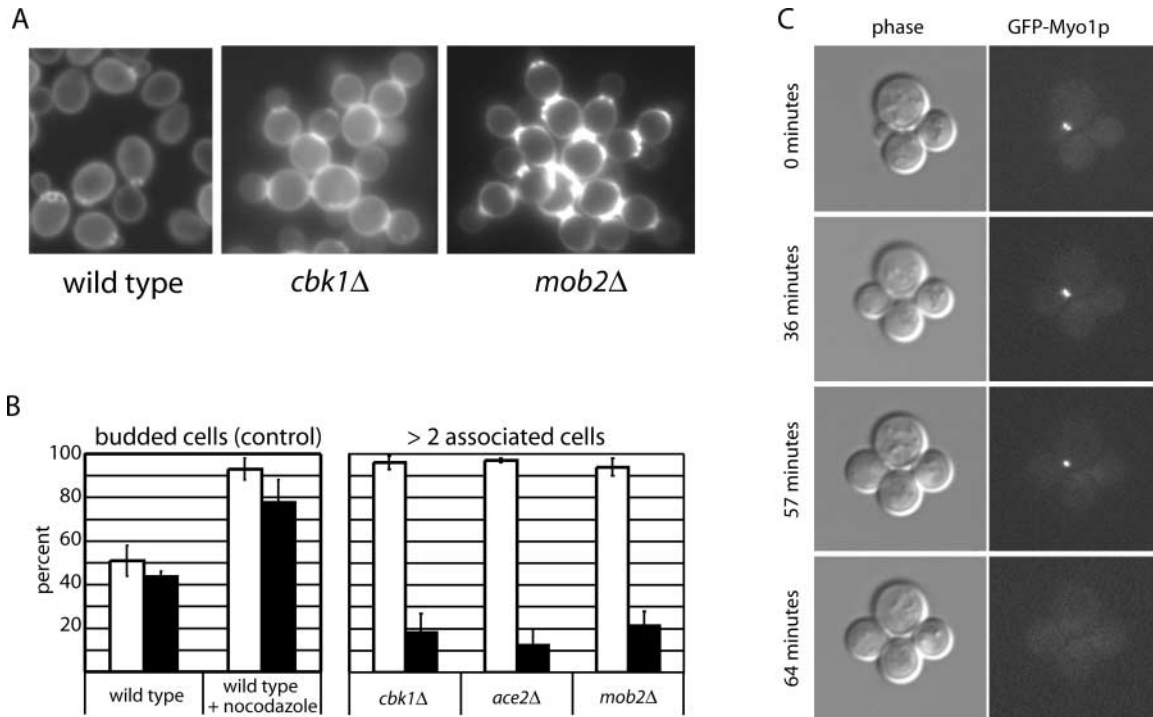 A
wild type
cbk1Δ
mob2Δ
B
budded cells (control)
> 2 associated cells
percent
100
80
60
40
20
wild type
wild type
+ nocodazole
cbk1Δ
ace2Δ
mob2Δ
C
phase
GFP-Myo1p
0 minutes
36 minutes
57 minutes
64 minutes